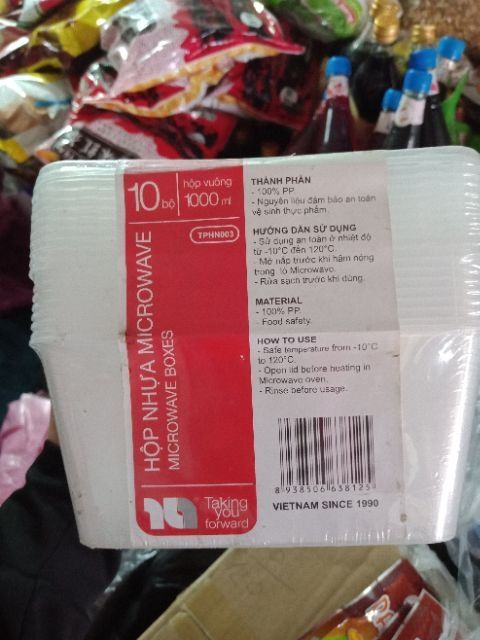 10 bộ
hộp vuông
1000 ml
TPHN003
HỘP NHỰA MICROWAVE
MICROWAVE BOXES
Taking
you
forward
THÀNH PHẦN
- 100% PP
- Nguyên liệu đảm bảo an toàn
vệ sinh thực phẩm.
HƯỚNG DẪN SỬ DỤNG
- Sử dụng an toàn ở nhiệt độ
từ -10°C đến 120°C.
- Mở nắp trước khi hâm nóng
trong lò Microwave.
- Rửa sạch trước khi dùng.
MATERIAL
- 100% PP
- Food safety.
HOW TO USE
- Safe temperature from -10°C
to 120°C.
- Open lid before heating in
Microwave oven.
- Rinse before usage.
8 938506 638125
VIETNAM SINCE 1990